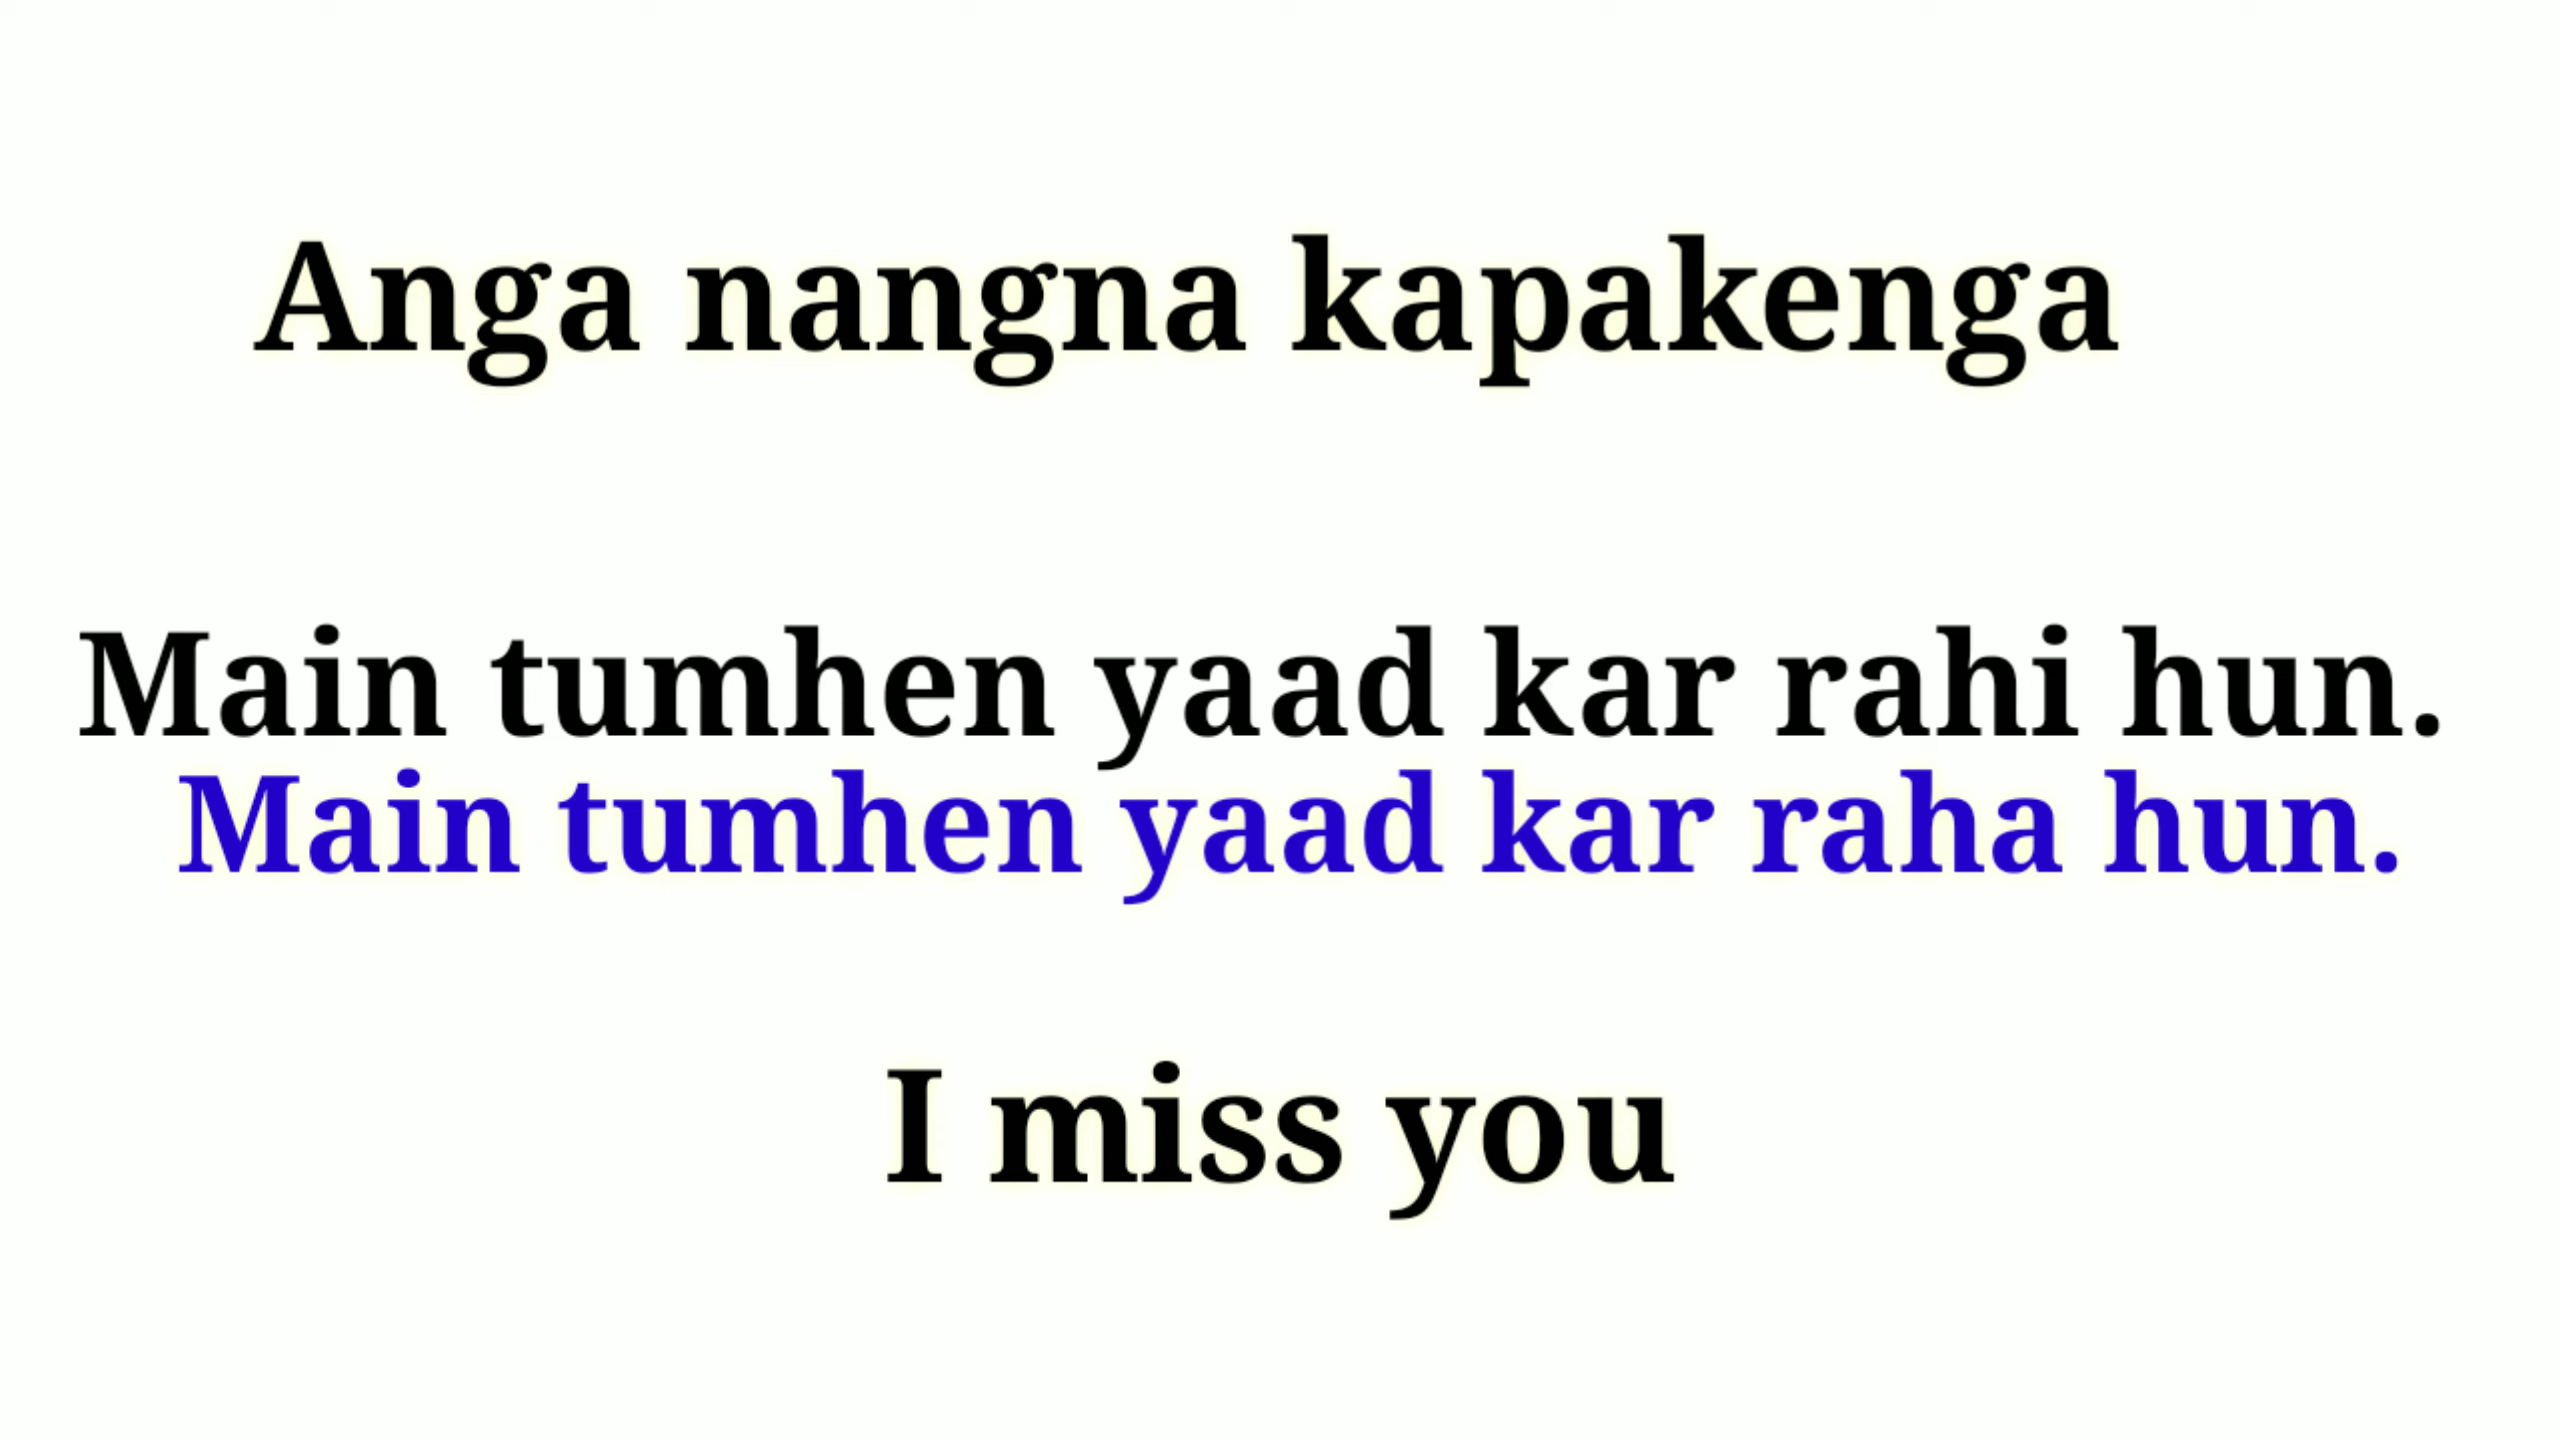 Anga nangna kapakenga
Main tumhen yaad kar rahi hun.
Main tumhen yaad kar raha hun.
I miss you